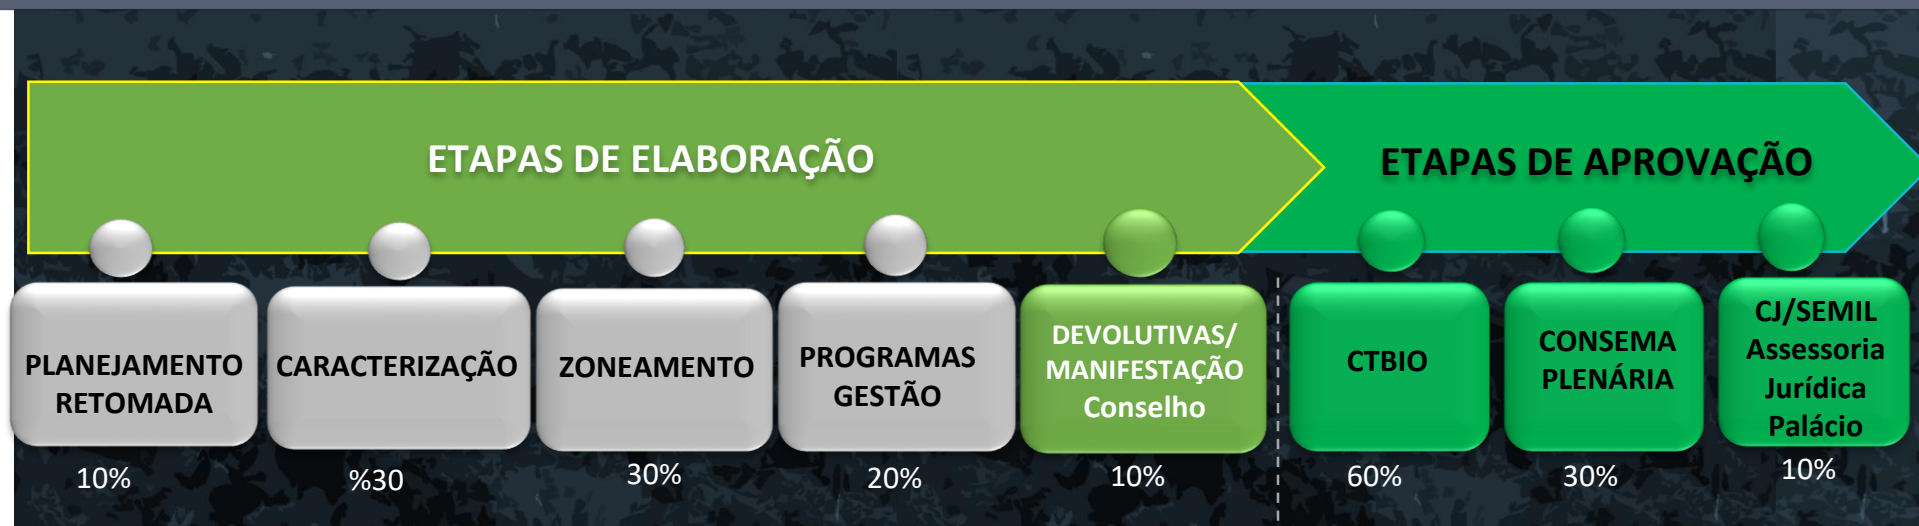 ETAPAS DE ELABORAÇÃO
ETAPAS DE APROVAÇÃO
PLANEJAMENTO
RETOMADA
CARACTERIZAÇÃO
ZONEAMENTO
PROGRAMAS
GESTÃO
DEVOLUTIVAS/
MANIFESTAÇÃO
Conselho
CTBIO
CONSEMA
PLENÁRIA
CJ/SEMIL
Assessoria
Jurídica
Palácio
10%
%30
30%
20%
10%
60%
30%
10%